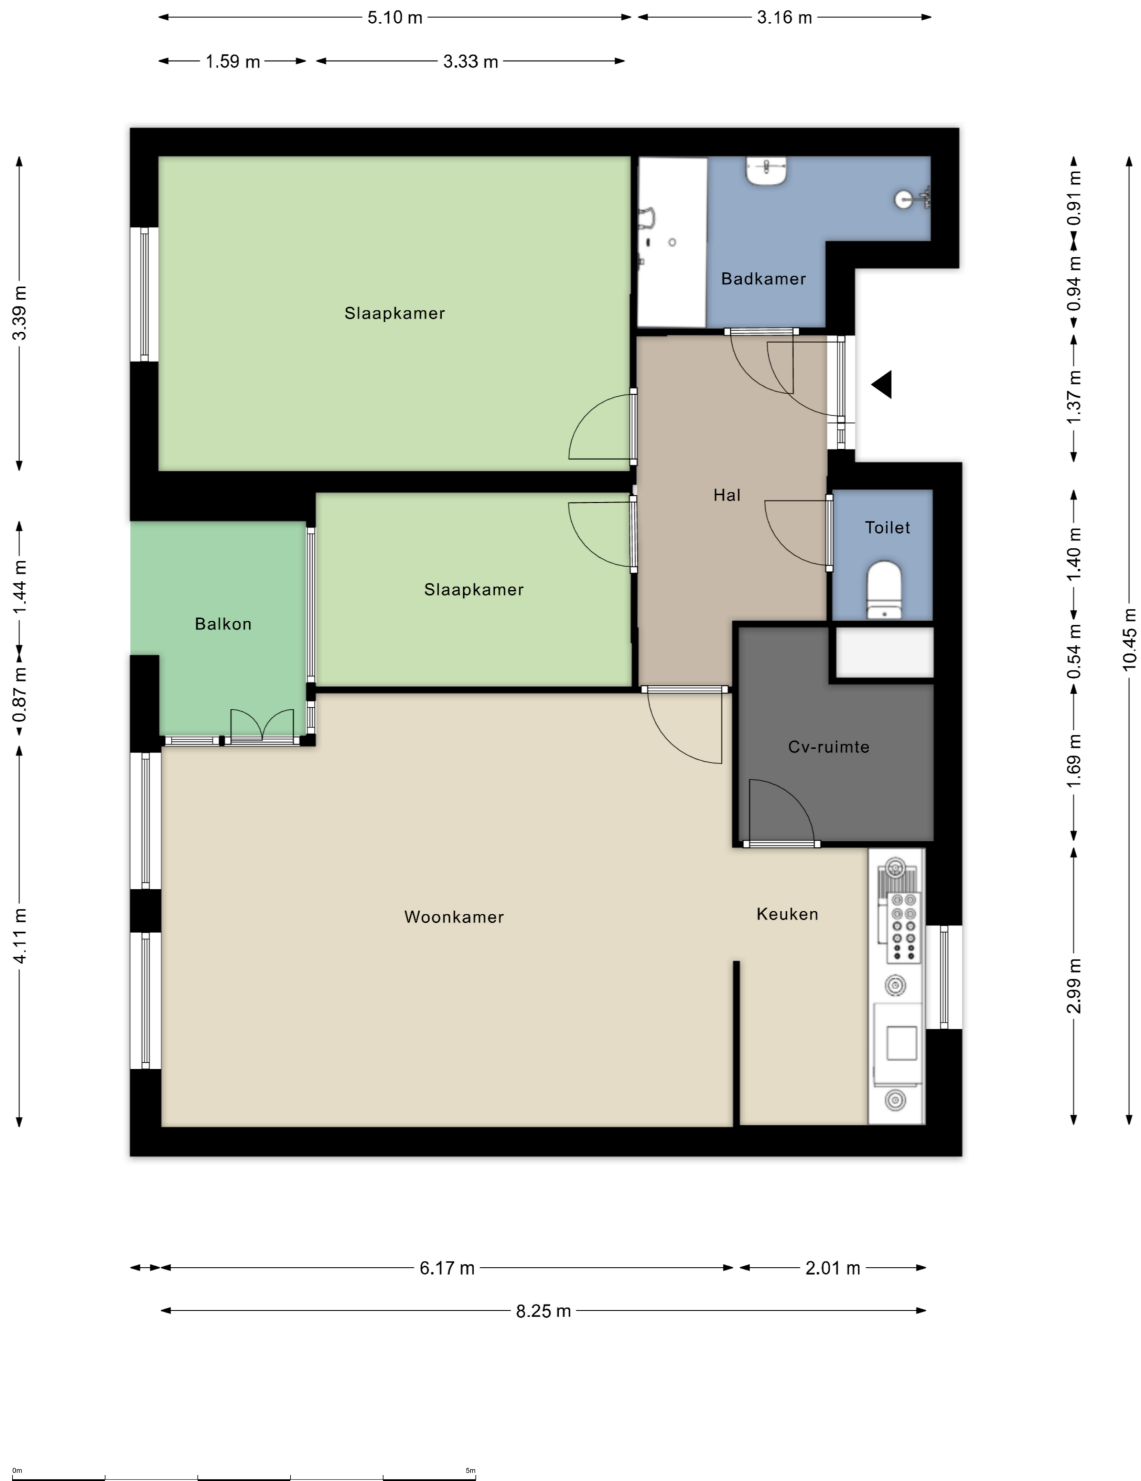 5.10 m
3.16 m
1.59 m
3.33 m
3.39 m
0.91 m
0.94 m
Badkamer
Slaapkamer
1.37 m
Hal
Toilet
1.44 m
1.40 m
Slaapkamer
Balkon
0.87 m
0.54 m
10.45 m
Cv-ruimte
1.69 m
Woonkamer
Keuken
4.11 m
2.99 m
6.17 m
2.01 m
8.25 m
0m
5m